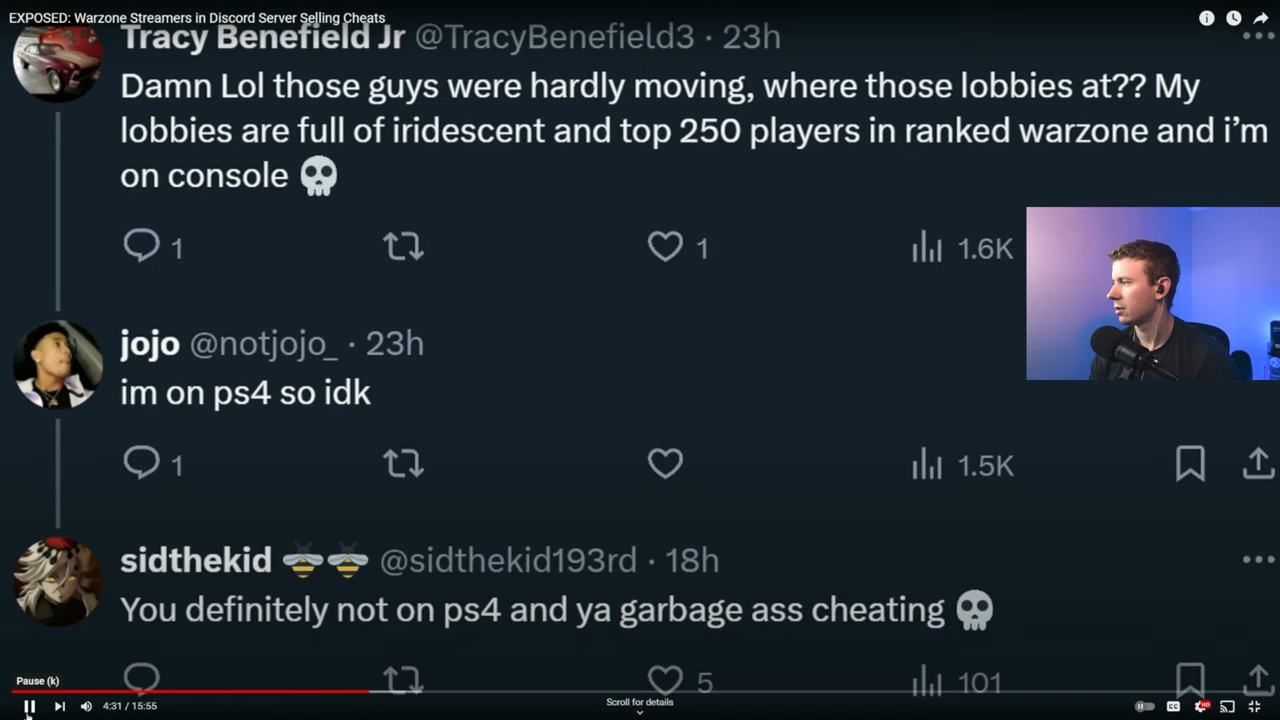 EXPOSED: Warzone Streamers in Discord Server Selling Cheats
Tracy Benefield Jr @TracyBenefield3 · 23h
Damn Lol those guys were hardly moving, where those lobbies at?? My
lobbies are full of iridescent and top 250 players in ranked warzone and i'm
on console 💀
1 1 1.6K
jojo @notjojo_ · 23h
im on ps4 so idk
1 1.5K
sidthekid 🐝🐝 @sidthekid193rd · 18h
You definitely not on ps4 and ya garbage ass cheating 💀
5 101
Pause (k)
4:31 / 15:55
Scroll for details
CC
HD